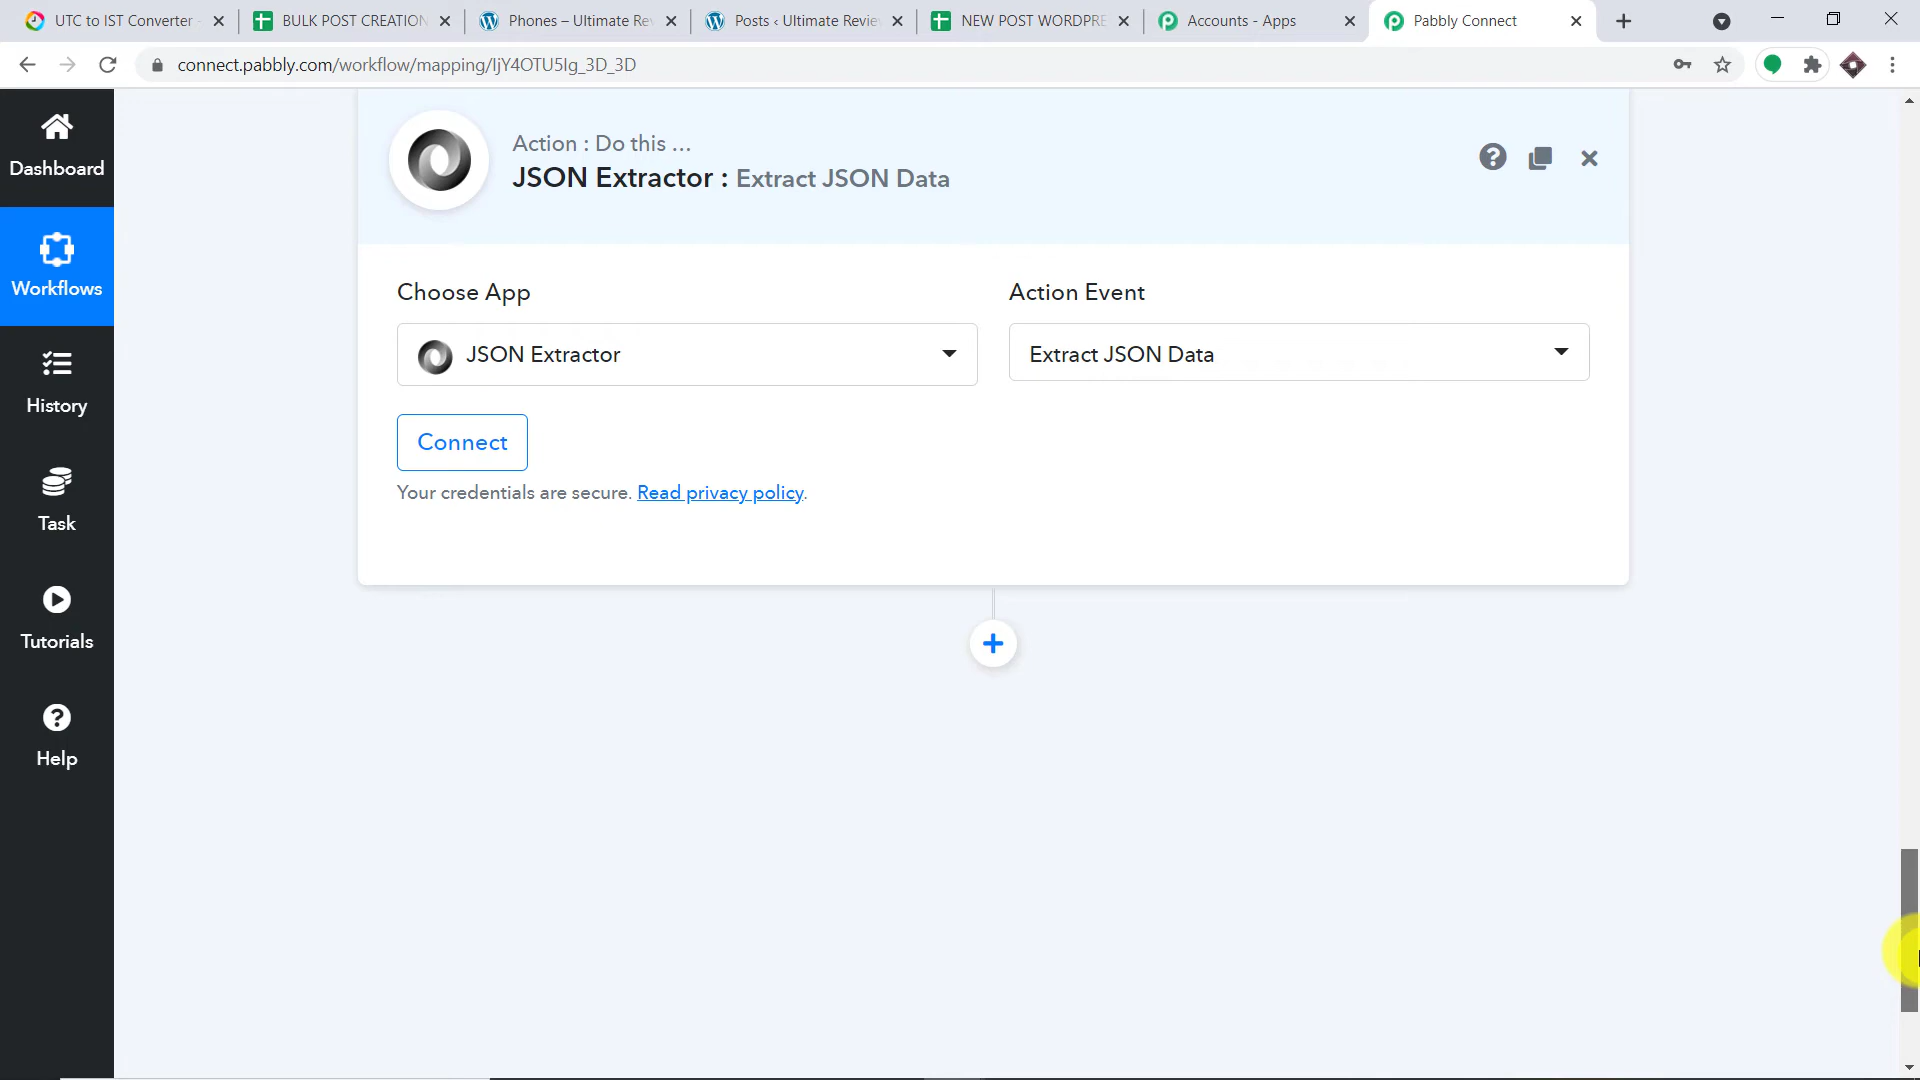 UTC to IST Converter -
BULK POST CREATION
Phones – Ultimate Rev
Posts ‹ Ultimate Review
NEW POST WORDPRE
Accounts - Apps
Pabbly Connect
connect.pabbly.com/workflow/mapping/IjY4OTU5Ig_3D_3D
Dashboard
Workflows
History
Task
Tutorials
Help
Action : Do this ...
JSON Extractor : Extract JSON Data
Choose App
Action Event
JSON Extractor
Extract JSON Data
Connect
Your credentials are secure. Read privacy policy.